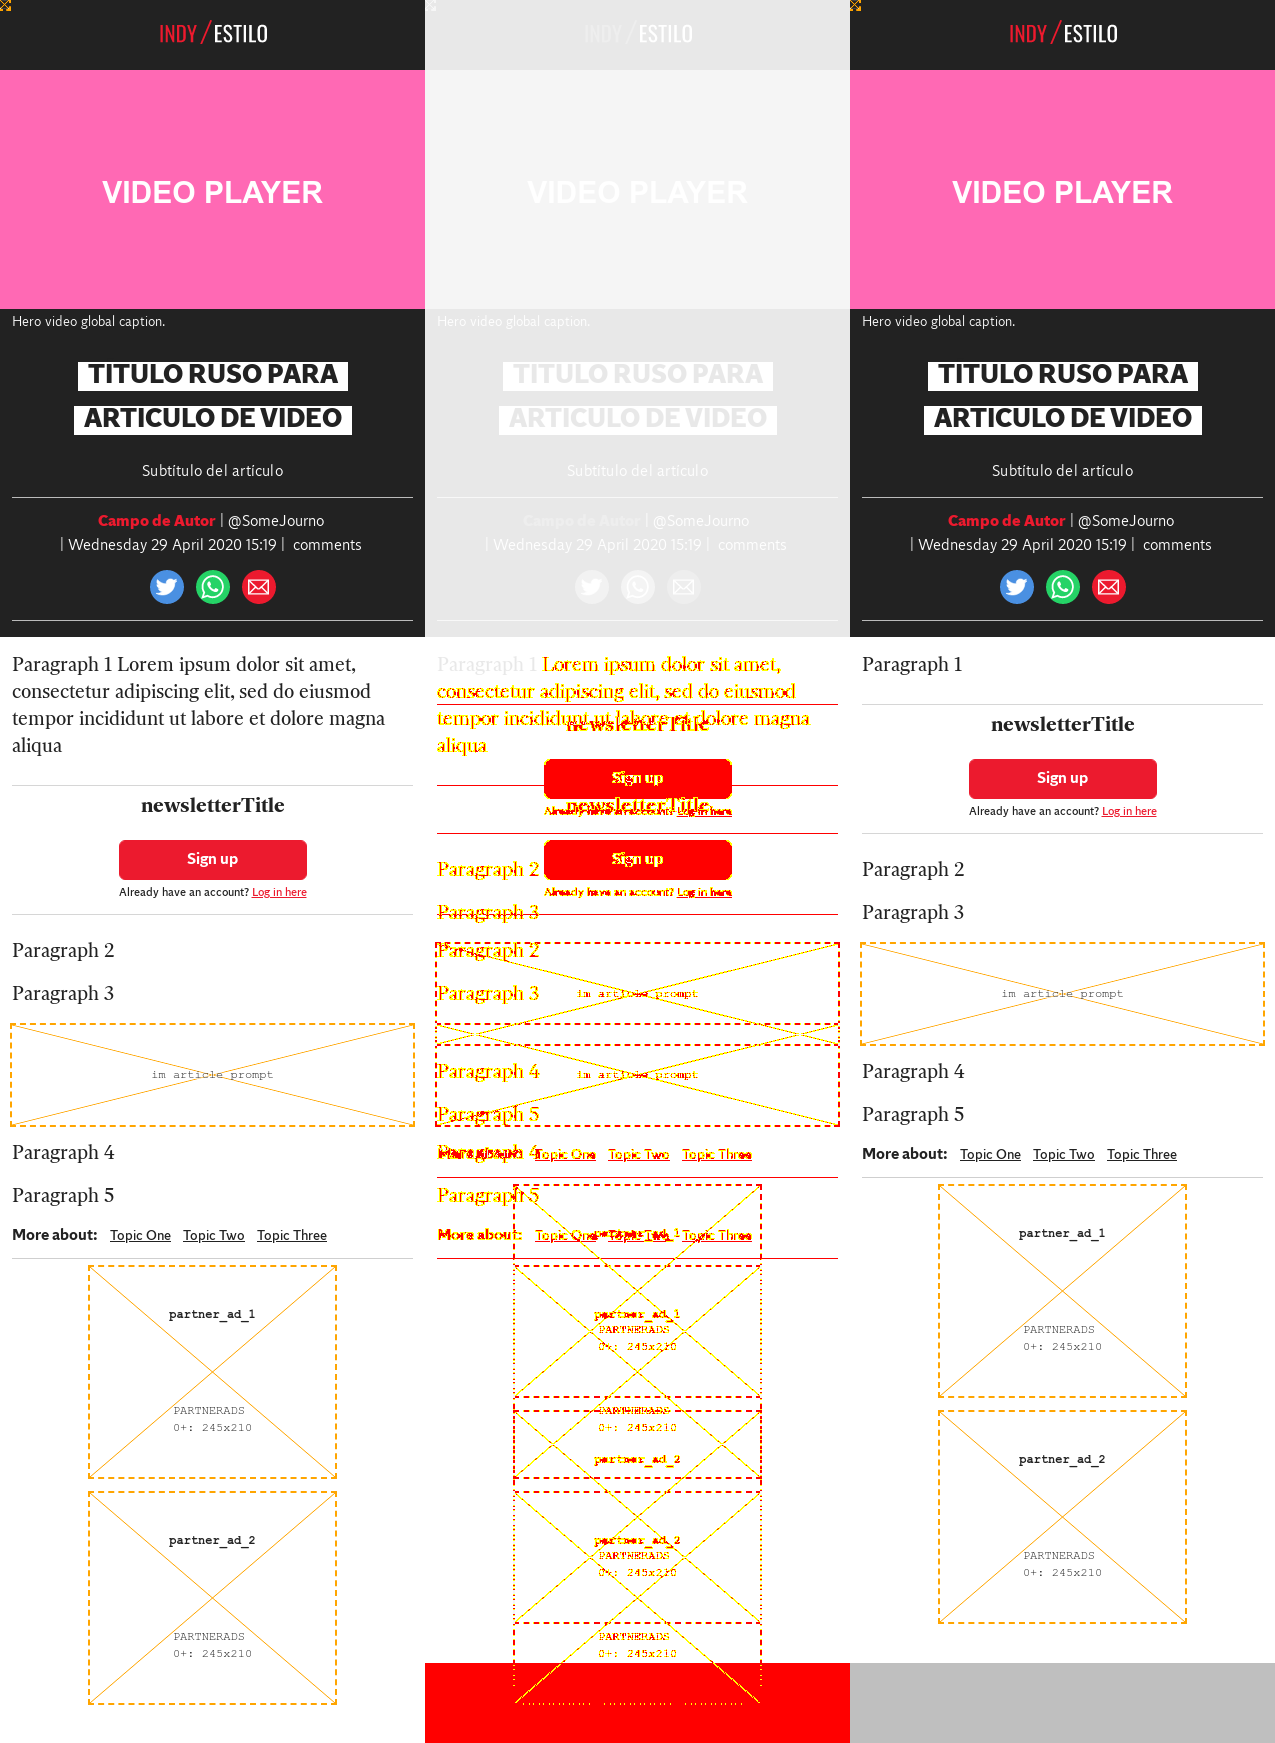 INDY/ESTILO
VIDEO PLAYER
Hero video global caption.
TITULO RUSO PARA
ARTICULO DE VIDEO
Subtítulo del artículo
Campo de Autor | @SomeJourno
| Wednesday 29 April 2020 15:19 | comments
Paragraph 1 Lorem ipsum dolor sit amet,
consectetur adipiscing elit, sed do eiusmod
tempor incididunt ut labore et dolore magna
aliqua
newsletterTitle
Sign up
Already have an account? Log in here
Paragraph 2
Paragraph 3
im article prompt
Paragraph 4
Paragraph 5
More about: Topic One Topic Two Topic Three
partner_ad_1
PARTNERADS
0+: 245x210
partner_ad_2
PARTNERADS
0+: 245x210
INDY/ESTILO
VIDEO PLAYER
Hero video global caption.
TITULO RUSO PARA
ARTICULO DE VIDEO
Subtítulo del artículo
Campo de Autor | @SomeJourno
| Wednesday 29 April 2020 15:19 | comments
Paragraph 1 Lorem ipsum dolor sit amet,
consectetur adipiscing elit, sed do eiusmod
tempor incididunt ut labore et dolore magna
newsletterTitle
aliqua
Sign up
newsletterTitle
Already have an account? Log in here
Sign up
Paragraph 2
Already have an account? Log in here
Paragraph 3
Paragraph 2
Paragraph 3
im article prompt
Paragraph 4
im article prompt
Paragraph 5
Paragraph 4
More about: Topic One Topic Two Topic Three
Paragraph 5
partner_ad_1
More about: Topic One Topic Two Topic Three
partner_ad_1
PARTNERADS
0+: 245x210
PARTNERADS
0+: 245x210
partner_ad_2
partner_ad_2
PARTNERADS
0+: 245x210
PARTNERADS
0+: 245x210
INDY/ESTILO
VIDEO PLAYER
Hero video global caption.
TITULO RUSO PARA
ARTICULO DE VIDEO
Subtítulo del artículo
Campo de Autor | @SomeJourno
| Wednesday 29 April 2020 15:19 | comments
Paragraph 1
newsletterTitle
Sign up
Already have an account? Log in here
Paragraph 2
Paragraph 3
im article prompt
Paragraph 4
Paragraph 5
More about: Topic One Topic Two Topic Three
partner_ad_1
PARTNERADS
0+: 245x210
partner_ad_2
PARTNERADS
0+: 245x210